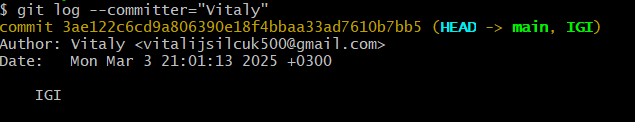 $ git log --committer="Vitaly"
commit 3ae122c6cd9a806390e18f4bbaa33ad7610b7bb5 (HEAD -> main, IGI)
Author: Vitaly <vitalijsilcuk500@gmail.com>
Date:   Mon Mar 3 21:01:13 2025 +0300
    IGI